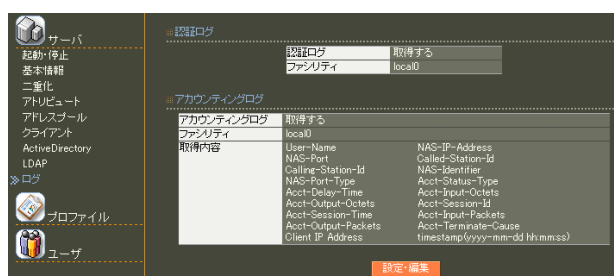 サーバ
起動・停止
基本情報
二重化
アトリビュート
アドレスプール
クライアント
ActiveDirectory
LDAP
ログ
プロファイル
ユーザ
認証ログ
認証ログ 取得する
ファシリティ local0
アカウンティングログ
アカウンティングログ 取得する
ファシリティ local0
取得内容 User-Name NAS-IP-Address
NAS-Port Called-Station-Id
Calling-Station-Id NAS-Identifier
NAS-Port-Type Acct-Status-Type
Acct-Delay-Time Acct-Input-Octets
Acct-Output-Octets Acct-Session-Id
Acct-Session-Time Acct-Input-Packets
Acct-Output-Packets Acct-Terminate-Cause
Client IP Address timestamp(yyyy-mm-dd hh:mm:ss)
設定・編集